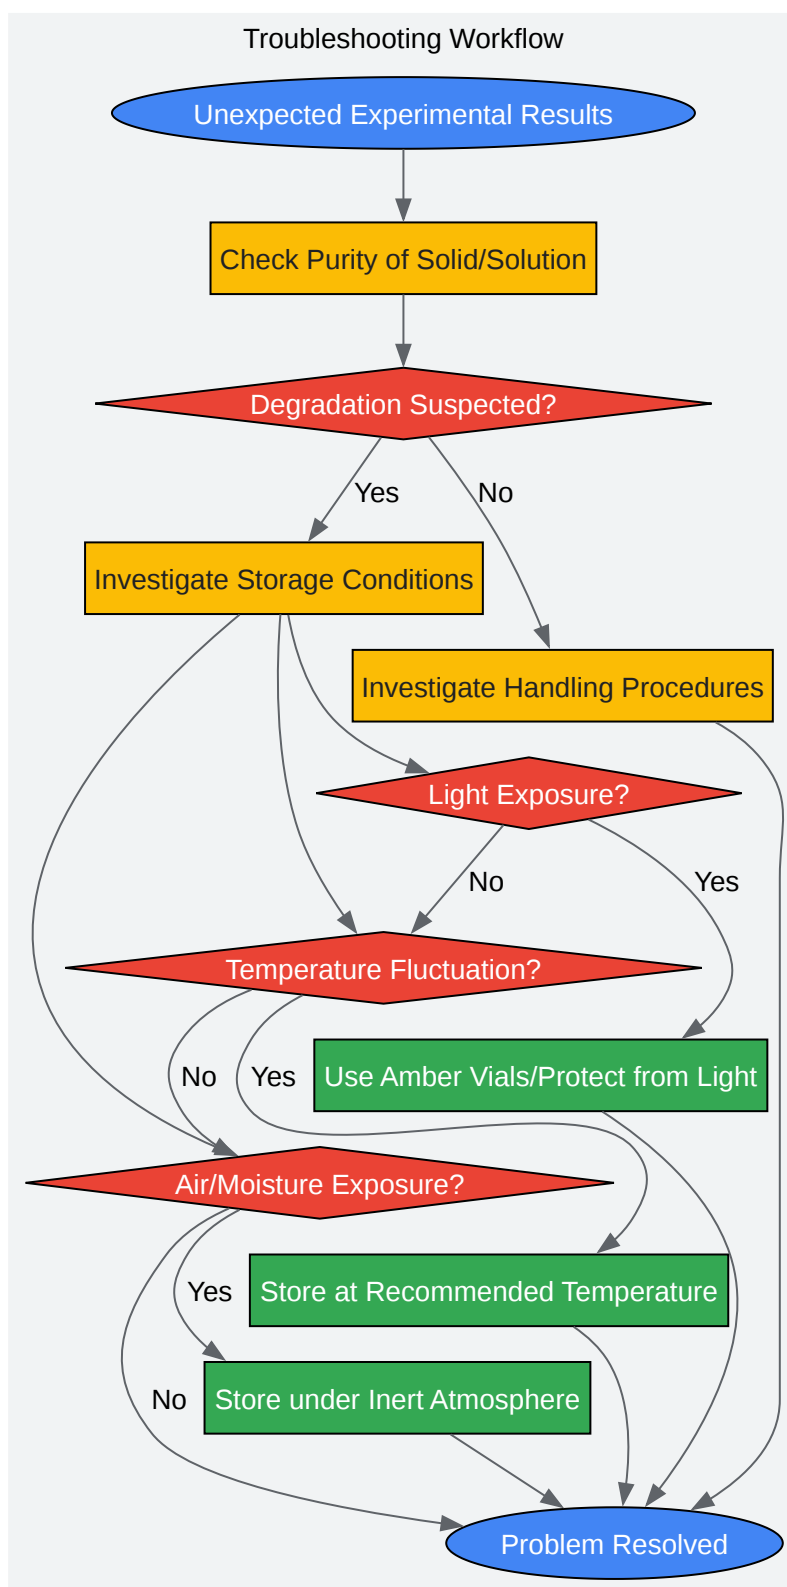 Troubleshooting Workflow
Unexpected Experimental Results
Check Purity of Solid/Solution
Degradation Suspected?
Yes
No
Investigate Storage Conditions
Investigate Handling Procedures
Light Exposure?
No
Yes
Temperature Fluctuation?
No
Yes
Use Amber Vials/Protect from Light
Air/Moisture Exposure?
Yes
Store at Recommended Temperature
No
Store under Inert Atmosphere
Problem Resolved